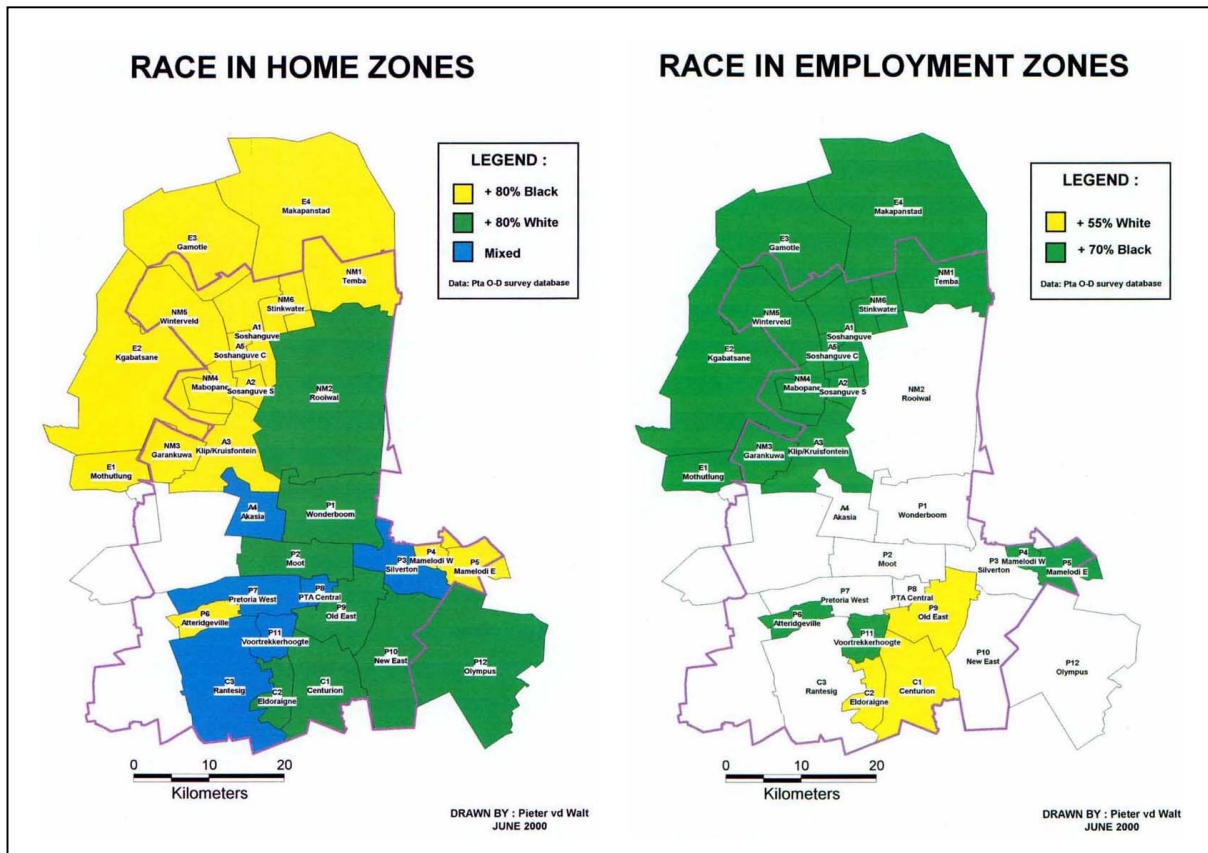 RACE IN HOME ZONES
LEGEND :
+ 80% Black
+ 80% White
Mixed
Data: Pta O-D survey database
E4
Makapanstad
E3
Gamotle
NM1
Temba
NM6
Stinkwater
NM5
Winterveld
A1
Soshanguve
A5
Soshanguve C
E2
Kgabatsane
NM4
Mabopane
A2
Sosanguve S
NM2
Rooiwal
NM3
Garankuwa
A3
Klip/Kruisfontein
E1
Mothutlung
A4
Akasia
P1
Wonderboom
P2
Moot
P3
Silverton
P4
Mamelodi W
P5
Mamelodi E
P7
Pretoria West
P8
PTA Central
P6
Atteridgeville
P9
Old East
P11
Voortrekkerhoogte
P10
New East
P12
Olympus
C3
Rantesig
C2
Eldoraigne
C1
Centurion
0 10 20
Kilometers
DRAWN BY : Pieter vd Walt
JUNE 2000
RACE IN EMPLOYMENT ZONES
LEGEND :
+ 55% White
+ 70% Black
Data: Pta O-D survey database
E4
Makapanstad
E3
Gamotle
NM1
Temba
NM6
Stinkwater
NM5
Winterveld
A1
Soshanguve
A5
Soshanguve C
E2
Kgabatsane
NM4
Mabopane
A2
Sosanguve S
NM2
Rooiwal
NM3
Garankuwa
A3
Klip/Kruisfontein
E1
Mothutlung
A4
Akasia
P1
Wonderboom
P2
Moot
P3
Silverton
P4
Mamelodi W
P5
Mamelodi E
P7
Pretoria West
P8
PTA Central
P6
Atteridgeville
P9
Old East
P11
Voortrekkerhoogte
P10
New East
P12
Olympus
C3
Rantesig
C2
Eldoraigne
C1
Centurion
0 10 20
Kilometers
DRAWN BY : Pieter vd Walt
JUNE 2000